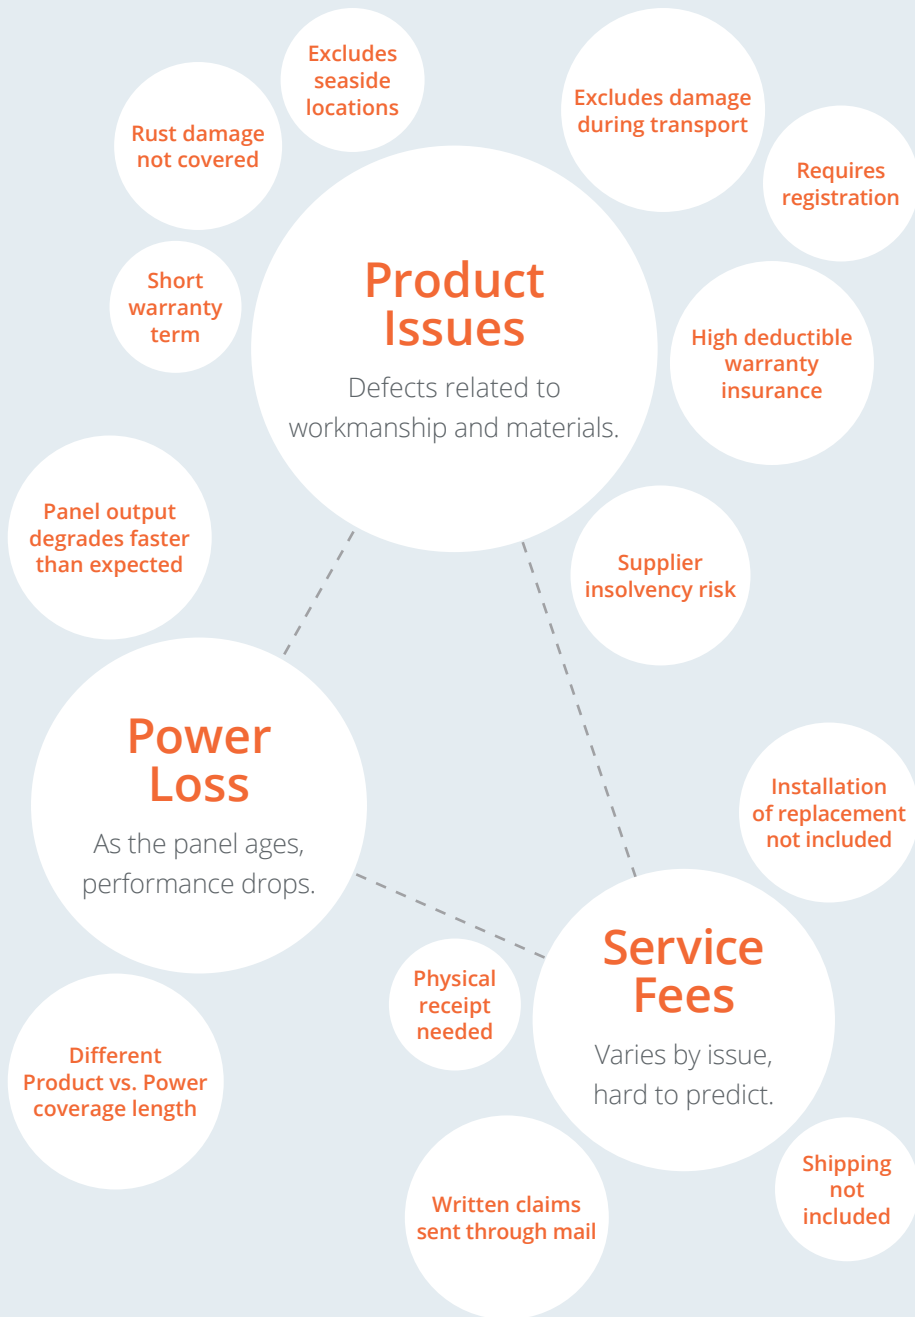 Excludes
seaside
locations
Excludes damage
during transport
Rust damage
not covered
Requires
registration
Short
warranty
term
Product
Issues
Defects related to
workmanship and materials.
High deductible
warranty
insurance
Panel output
degrades faster
than expected
Supplier
insolvency risk
Power
Loss
As the panel ages,
performance drops.
Installation
of replacement
not included
Service
Fees
Varies by issue,
hard to predict.
Physical
receipt
needed
Different
Product vs. Power
coverage length
Written claims
sent through mail
Shipping
not
included